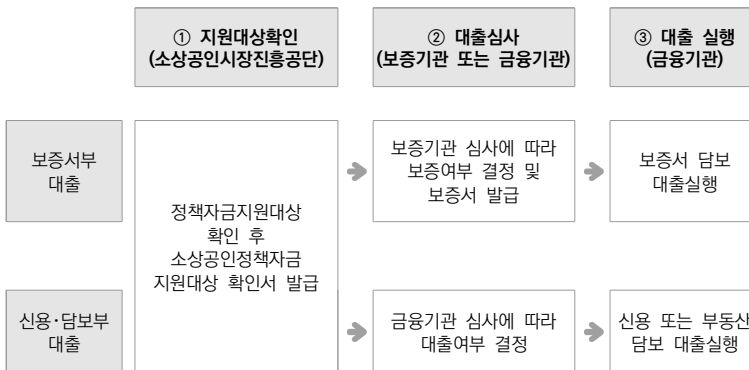 ① 지원대상확인
(소상공인시장진흥공단)
② 대출심사
(보증기관 또는 금융기관)
③ 대출 실행
(금융기관)
보증서부
대출
정책자금지원대상
확인 후
소상공인정책자금
지원대상 확인서 발급
보증기관 심사에 따라
보증여부 결정 및
보증서 발급
보증서 담보
대출실행
신용·담보부
대출
금융기관 심사에 따라
대출여부 결정
신용 또는 부동산
담보 대출실행